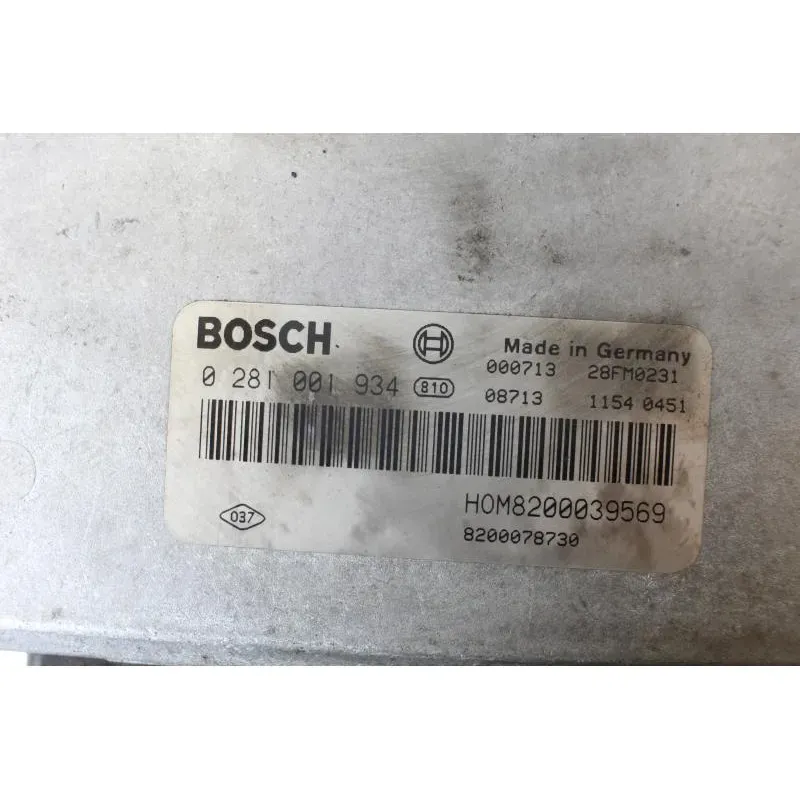 BOSCH
Made in Germany
0 281 001 934 810
000713 28FM0231
08713 1154 0451
037
HOM8200039569
8200078730